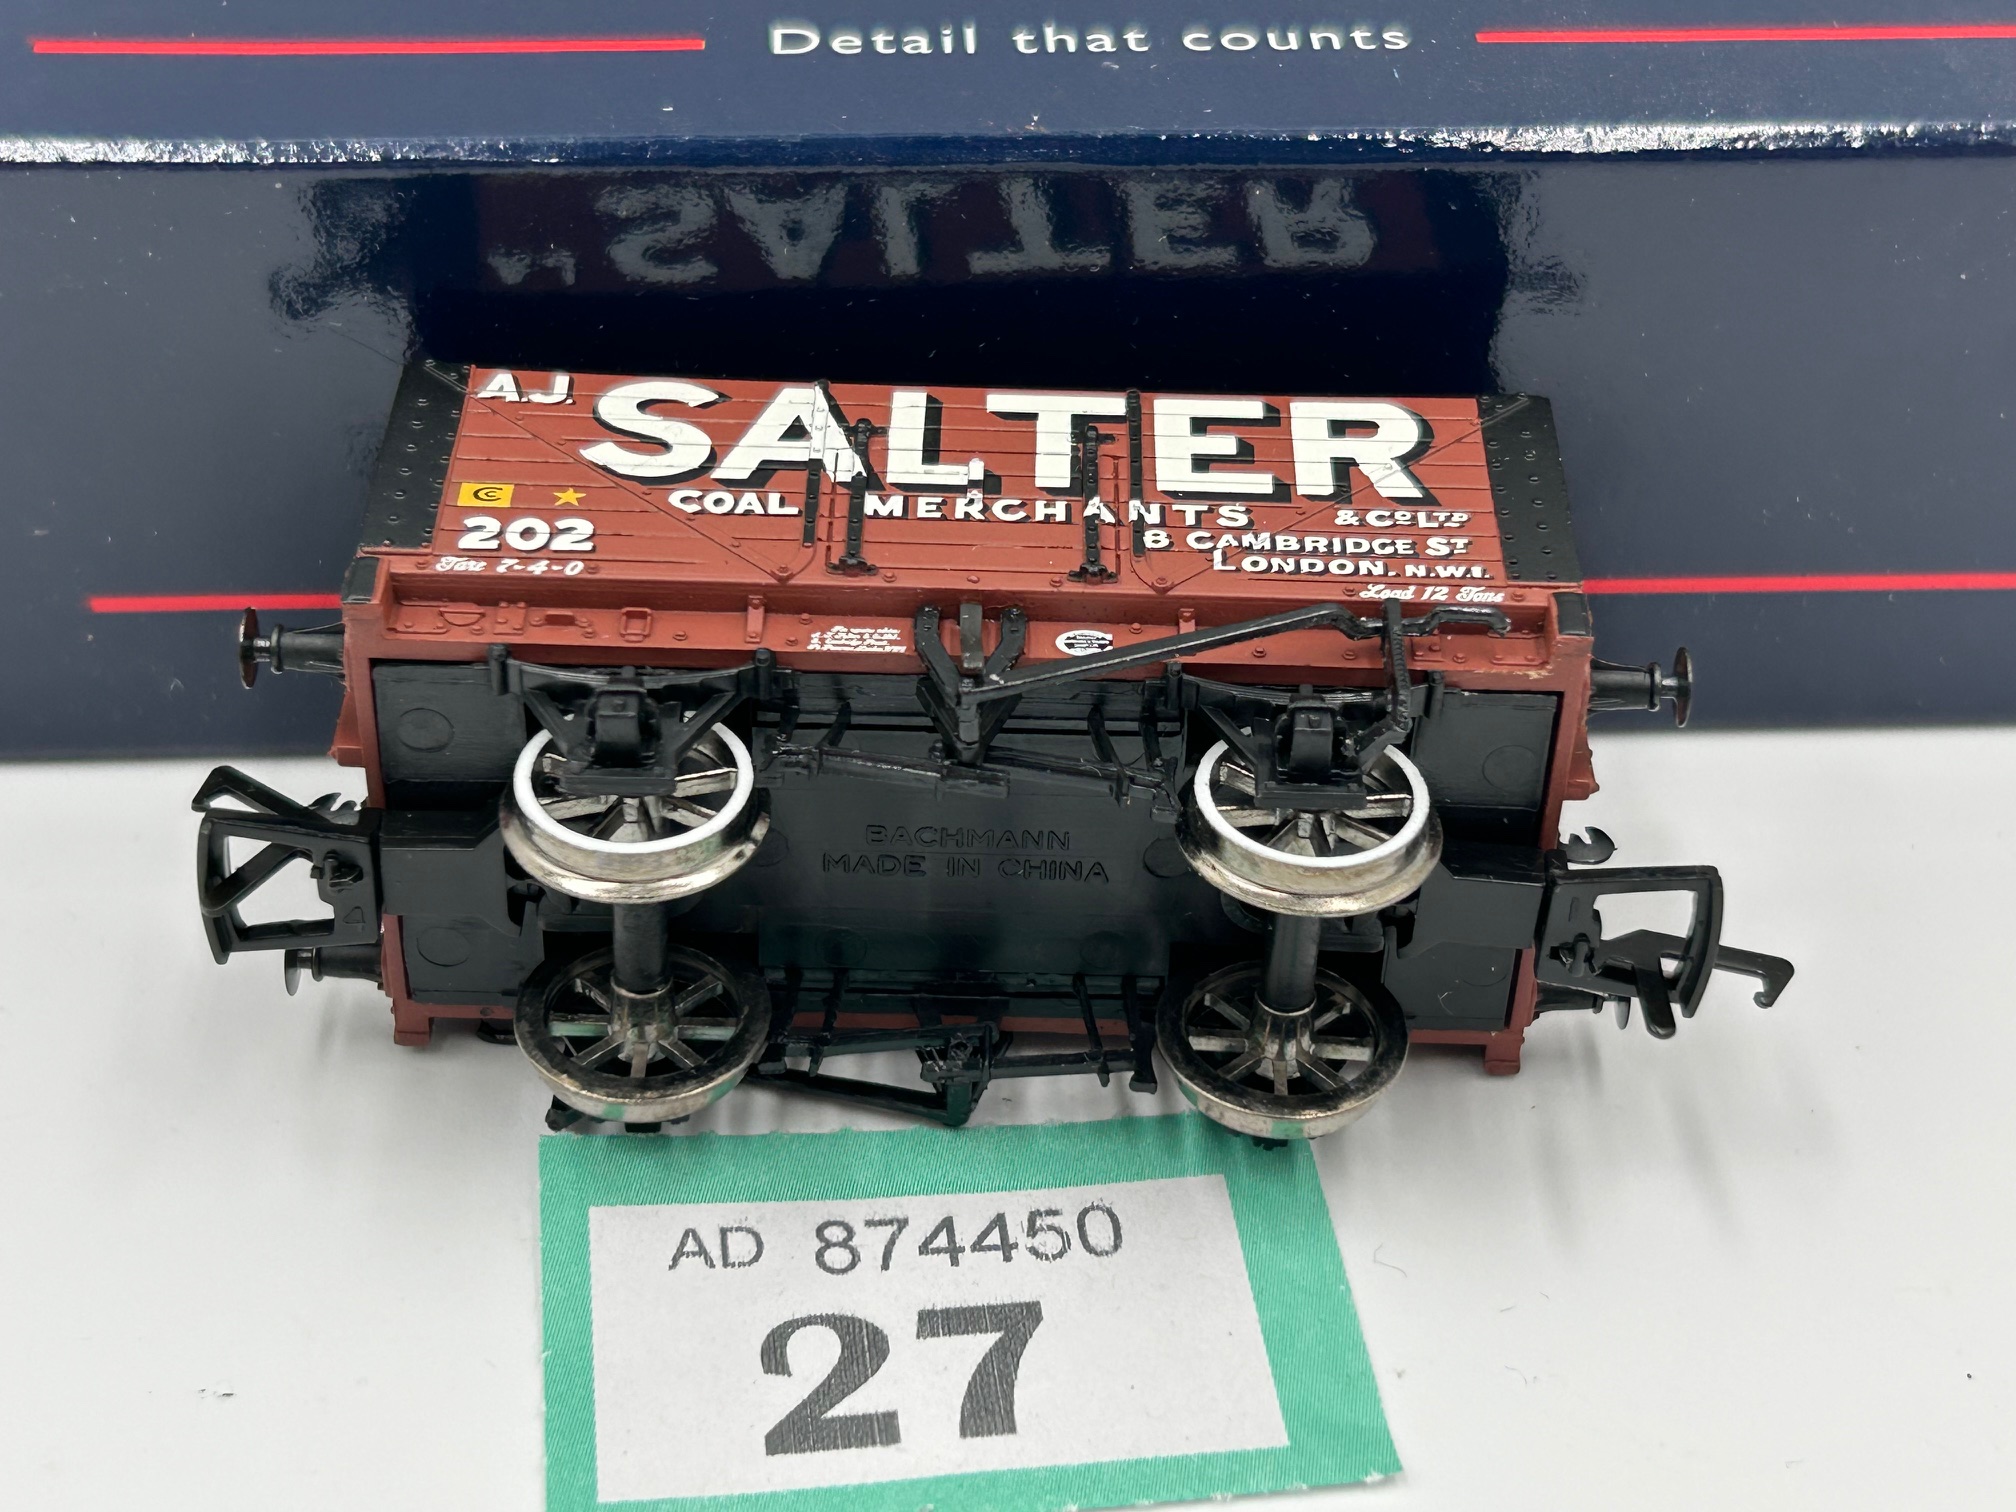 Detail that counts
A.J. SALTER
COAL MERCHANTS & Co LTD
202
8 CAMBRIDGE ST
LONDON. N.W.1.
Tare 7-4-0
Load 12 Tons
BACHMANN
MADE IN CHINA
AD 874450
27